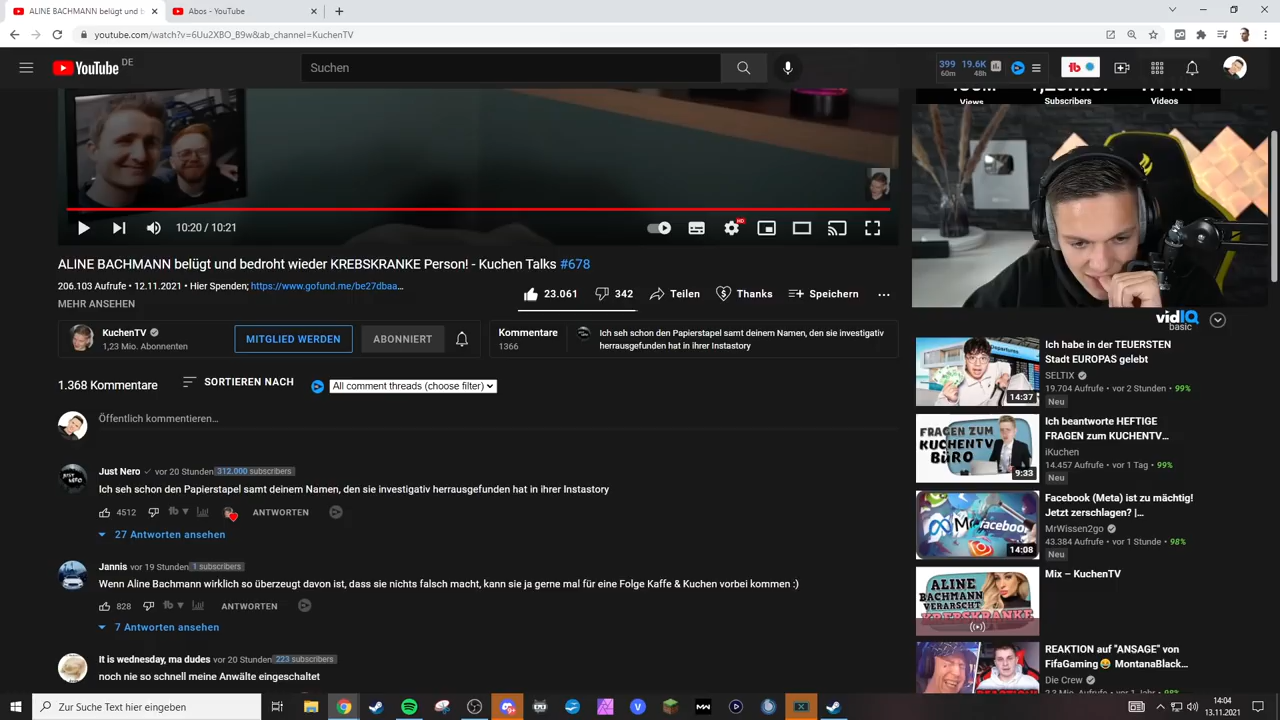 ALINE BACHMANN belügt und b
Abos - YouTube
youtube.com/watch?v=6Uu2XBO_B9w&ab_channel=KuchenTV
YouTube DE
Suchen
399 19.6K
60m 48h
Views Subscribers Videos
10:20 / 10:21
HD
ALINE BACHMANN belügt und bedroht wieder KREBSKRANKE Person! - Kuchen Talks #678
206.103 Aufrufe • 12.11.2021 • Hier Spenden; https://www.gofund.me/be27dbaa…
MEHR ANSEHEN
23.061
342
Teilen
Thanks
Speichern
KuchenTV
1,23 Mio. Abonnenten
MITGLIED WERDEN
ABONNIERT
Kommentare
1366
Ich seh schon den Papierstapel samt deinem Namen, den sie investigativ
herrausgefunden hat in ihrer Instastory
1.368 Kommentare
SORTIEREN NACH
All comment threads (choose filter)
Öffentlich kommentieren…
Just Nero vor 20 Stunden 312.000 subscribers
Ich seh schon den Papierstapel samt deinem Namen, den sie investigativ herrausgefunden hat in ihrer Instastory
4512 ANTWORTEN
27 Antworten ansehen
Jannis vor 19 Stunden 1 subscribers
Wenn Aline Bachmann wirklich so überzeugt davon ist, dass sie nichts falsch macht, kann sie ja gerne mal für eine Folge Kaffe & Kuchen vorbei kommen :)
828 ANTWORTEN
7 Antworten ansehen
It is wednesday, ma dudes vor 20 Stunden 223 subscribers
noch nie so schnell meine Anwälte eingeschaltet
vidIQ
basic
Ich habe in der TEUERSTEN
Stadt EUROPAS gelebt
SELTIX
19.704 Aufrufe • vor 2 Stunden • 99%
Neu
14:37
Ich beantworte HEFTIGE
FRAGEN zum KUCHENTV…
iKuchen
14.457 Aufrufe • vor 1 Tag • 99%
Neu
FRAGEN ZUM
KUCHENTV
BÜRO
9:33
Facebook (Meta) ist zu mächtig!
Jetzt zerschlagen? |…
MrWissen2go
43.384 Aufrufe • vor 1 Stunde • 98%
Neu
facebook
14:08
Mix – KuchenTV
ALINE
BACHMANN
VERARSCHT
KREBSKRANKE
REAKTION auf "ANSAGE" von
FifaGaming😂 MontanaBlack…
Die Crew
Zur Suche Text hier eingeben
14:04
13.11.2021